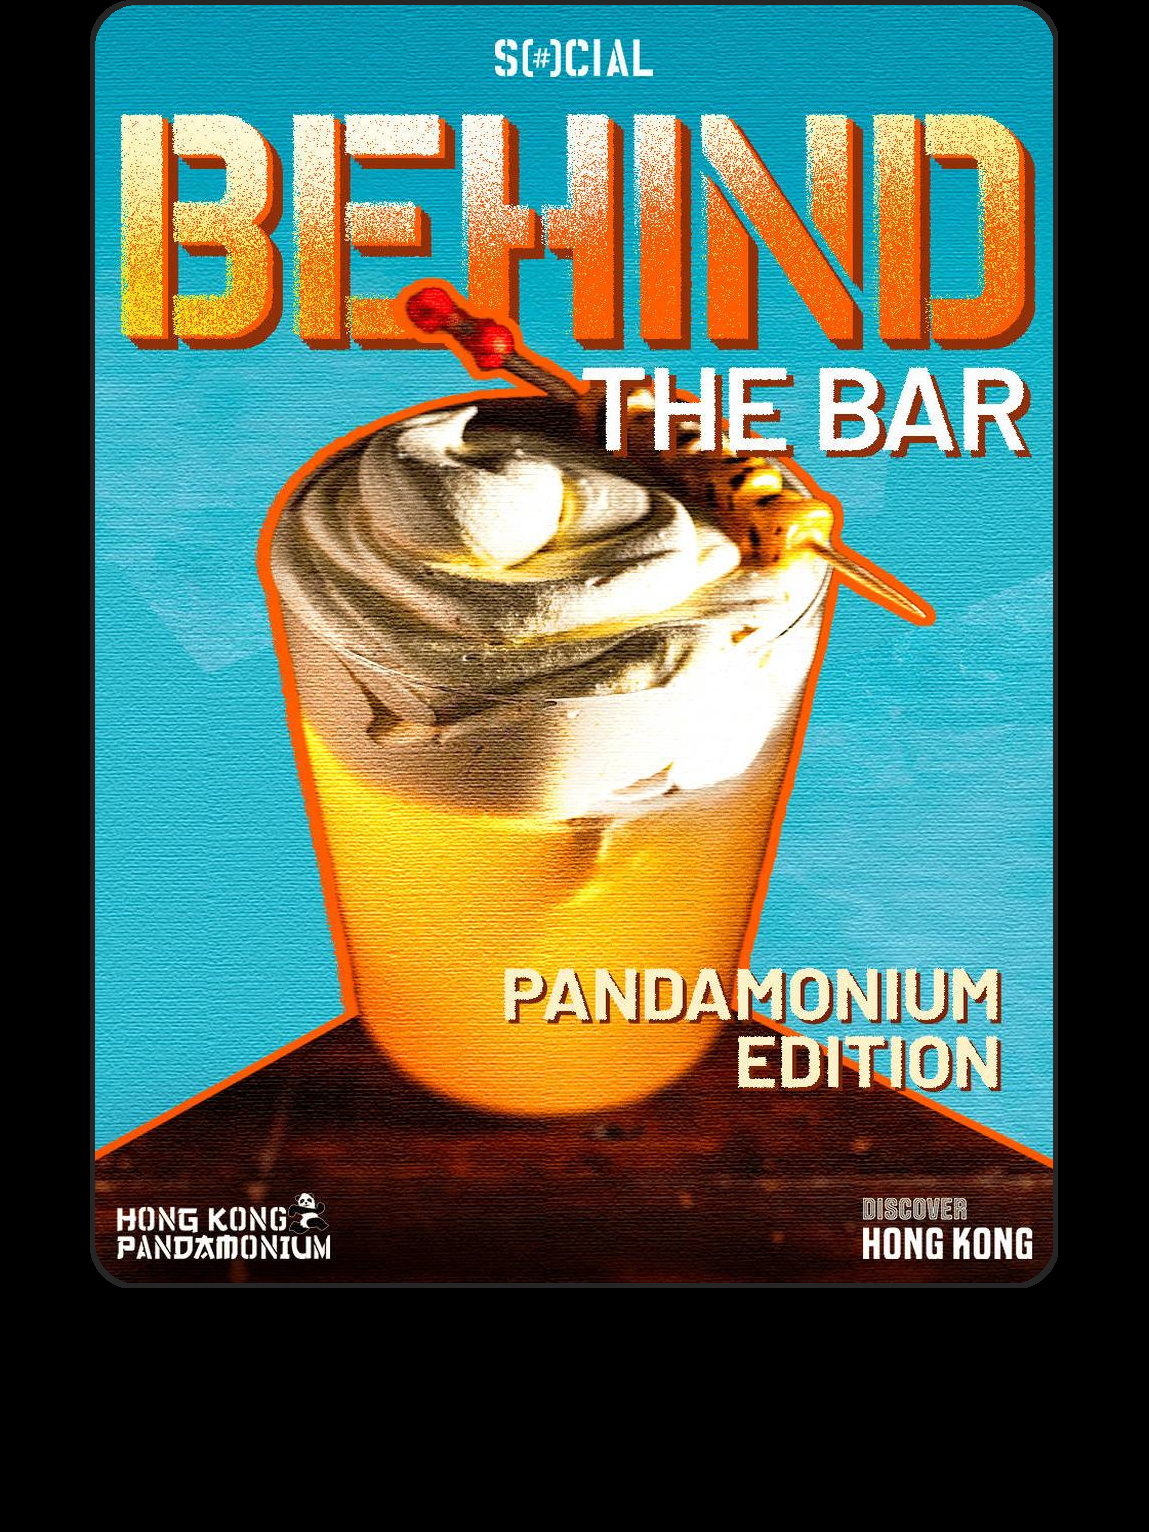 S(#)CIAL
BEHIND
THE BAR
PANDAMONIUM
EDITION
HONG KONG
PANDAMONIUM
DISCOVER
HONG KONG